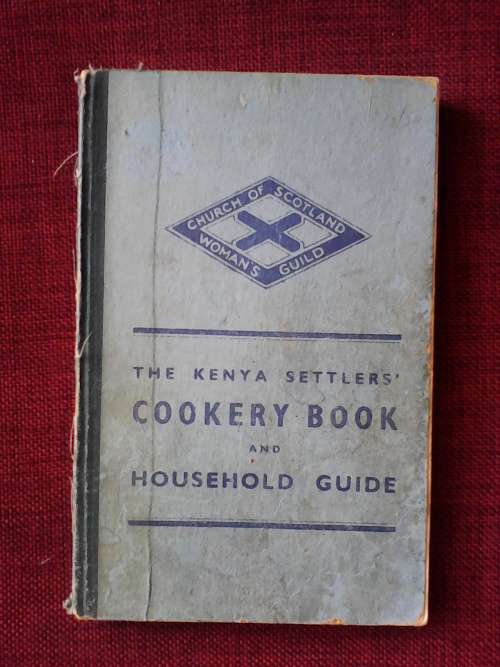 CHURCH OF SCOTLAND
WOMAN'S GUILD
THE KENYA SETTLERS'
COOKERY BOOK
AND
HOUSEHOLD GUIDE